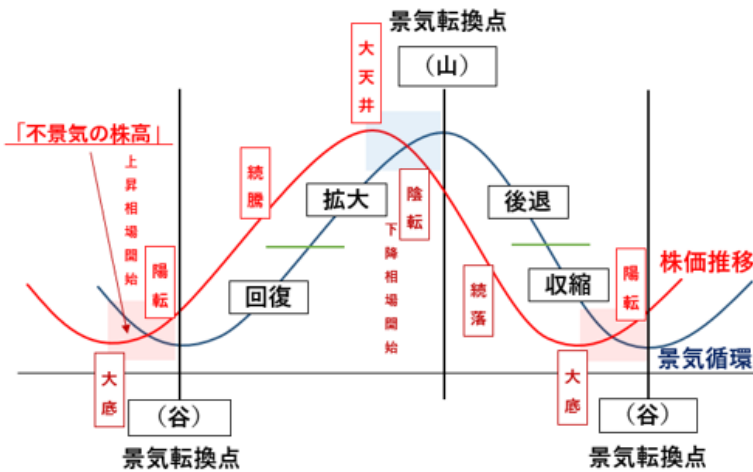 景気転換点
（山）
大天井
「不景気の株高」
上昇相場開始
続騰
拡大
陰転
後退
陽転
回復
下降相場開始
続落
収縮
陽転
株価推移
景気循環
大底
大底
（谷）
（谷）
景気転換点
景気転換点